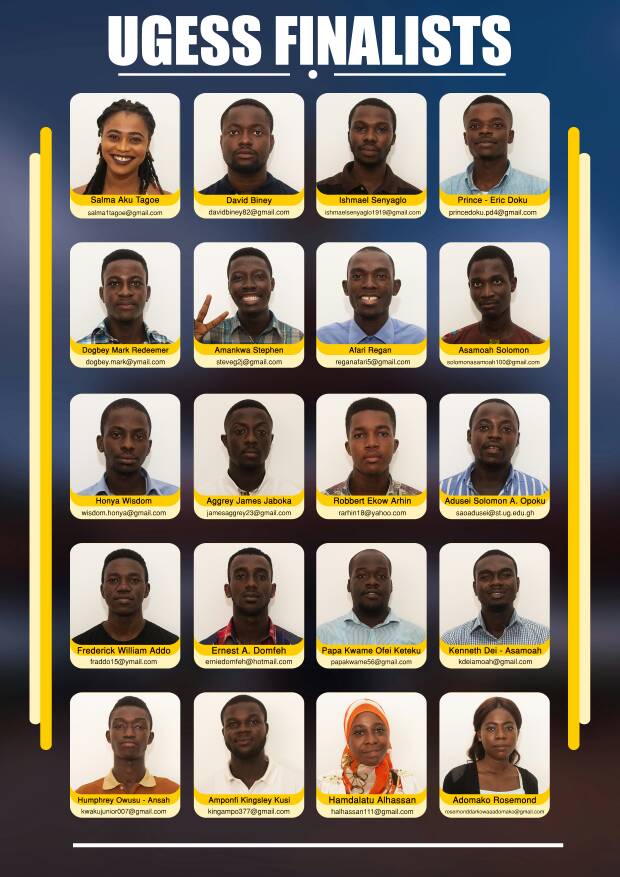 UGESS FINALISTS
Salma Aku Tagoe
salma1tagoe@gmail.com
David Biney
davidbiney82@gmail.com
Ishmael Senyaglo
ishmaelsenyaglo1919@gmail.com
Prince - Eric Doku
princedoku.pd4@gmail.com
Dogbey Mark Redeemer
dogbey.mark@ymail.com
Amankwa Stephen
steveg2j@gmail.com
Afari Regan
reganafari5@gmail.com
Asamoah Solomon
solomonasamoah100@gmail.com
Honya Wisdom
wisdom.honya@gmail.com
Aggrey James Jaboka
jamesaggrey23@gmail.com
Robbert Ekow Arhin
rarhin18@yahoo.com
Adusei Solomon A. Opoku
saoadusei@st.ug.edu.gh
Frederick William Addo
fraddo15@ymail.com
Ernest A. Domfeh
erniedomfeh@hotmail.com
Papa Kwame Ofei Keteku
papakwame56@gmail.com
Kenneth Dei - Asamoah
kdeiamoah@gmail.com
Humphrey Owusu - Ansah
kwakujunior007@gmail.com
Amponfi Kingsley Kusi
kingampo377@gmail.com
Hamdalatu Alhassan
halhassan111@gmail.com
Adomako Rosemond